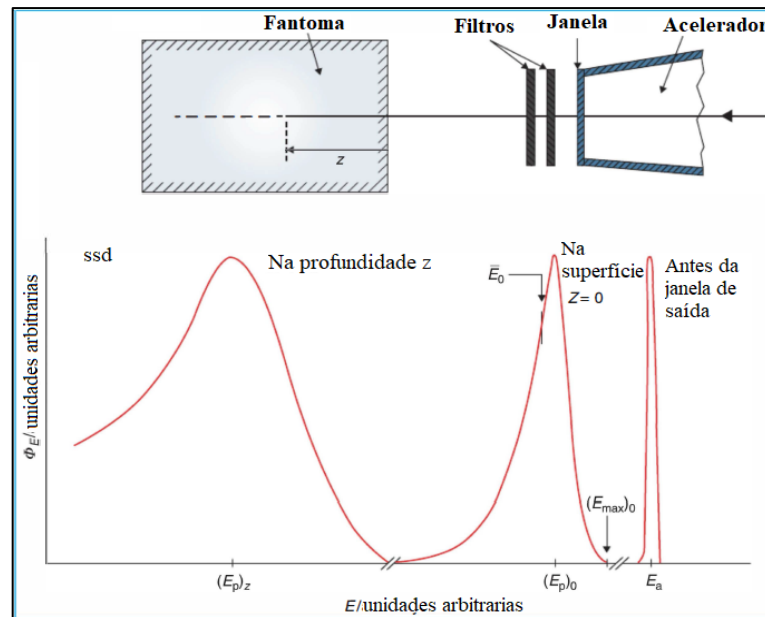 Fantoma
Filtros
Janela
Acelerador
z
ssd
Na profundidade z
Ē₀
Na
superfície
Z = 0
Antes da
janela de
saída
(Emax)₀
Φ_E/unidades arbitrarias
(Ep)z
(Ep)₀
Ea
E/unidades arbitrarias